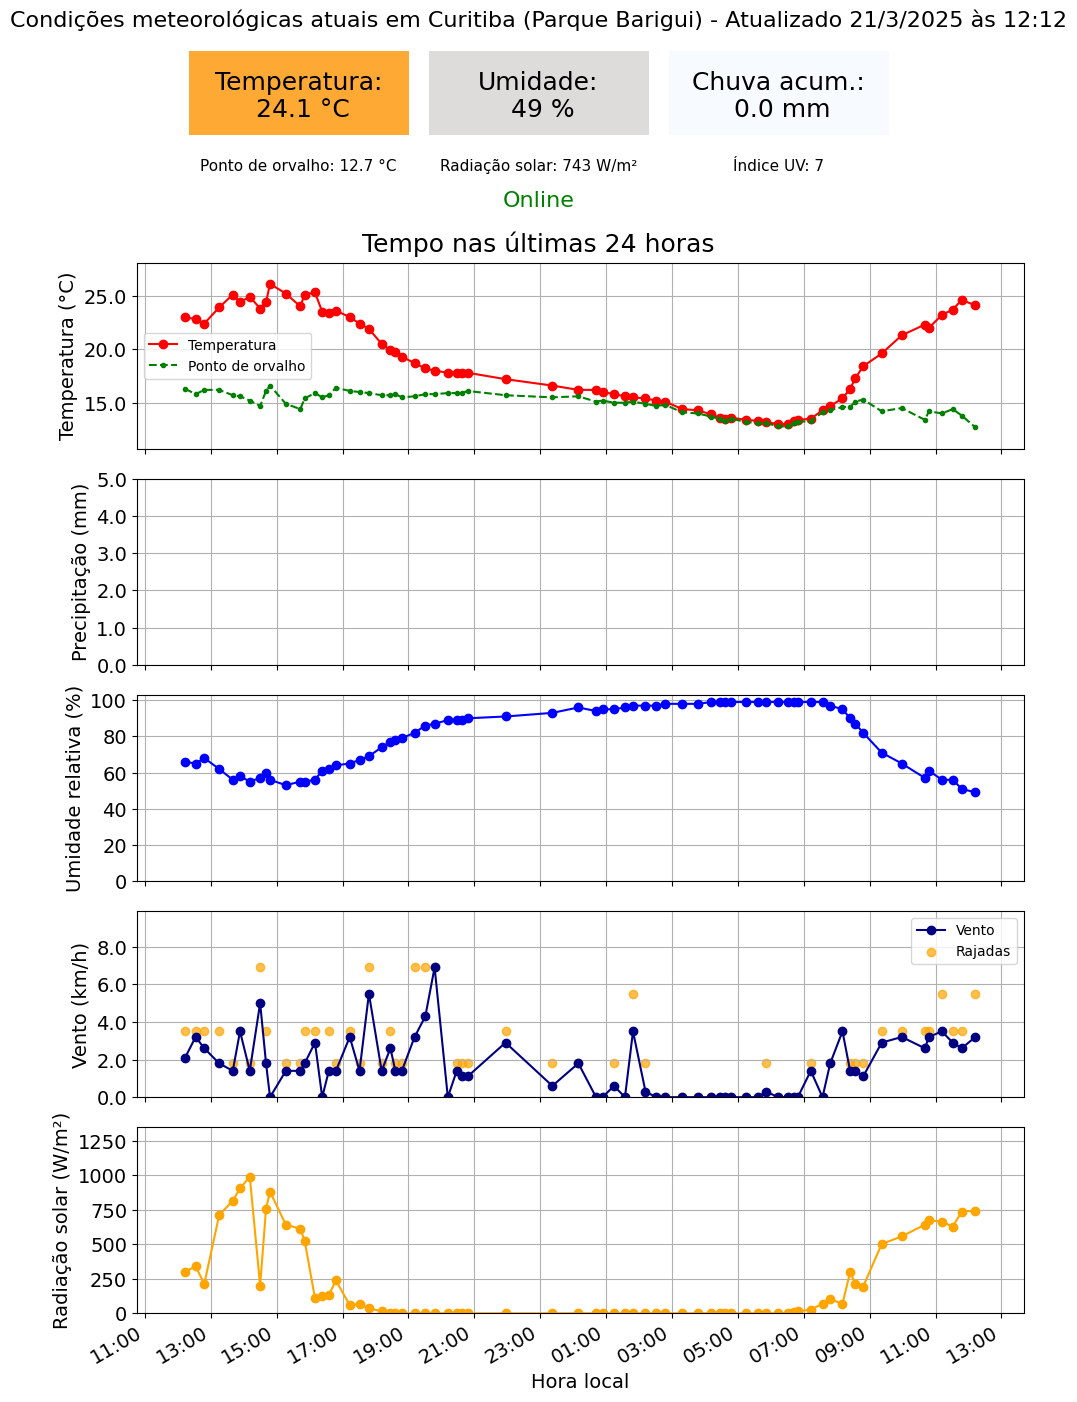 Condições meteorológicas atuais em Curitiba (Parque Barigui) - Atualizado 21/3/2025 às 12:12
Temperatura:
24.1 °C
Umidade:
49 %
Chuva acum.:
0.0 mm
Ponto de orvalho: 12.7 °C
Radiação solar: 743 W/m²
Índice UV: 7
Online
Tempo nas últimas 24 horas
Temperatura (°C)
25.0
20.0
15.0
Temperatura
Ponto de orvalho
Precipitação (mm)
5.0
4.0
3.0
2.0
1.0
0.0
Umidade relativa (%)
100
80
60
40
20
0
Vento (km/h)
8.0
6.0
4.0
2.0
0.0
Vento
Rajadas
Radiação solar (W/m²)
1250
1000
750
500
250
0
11:00
13:00
15:00
17:00
19:00
21:00
23:00
01:00
03:00
05:00
07:00
09:00
11:00
13:00
Hora local